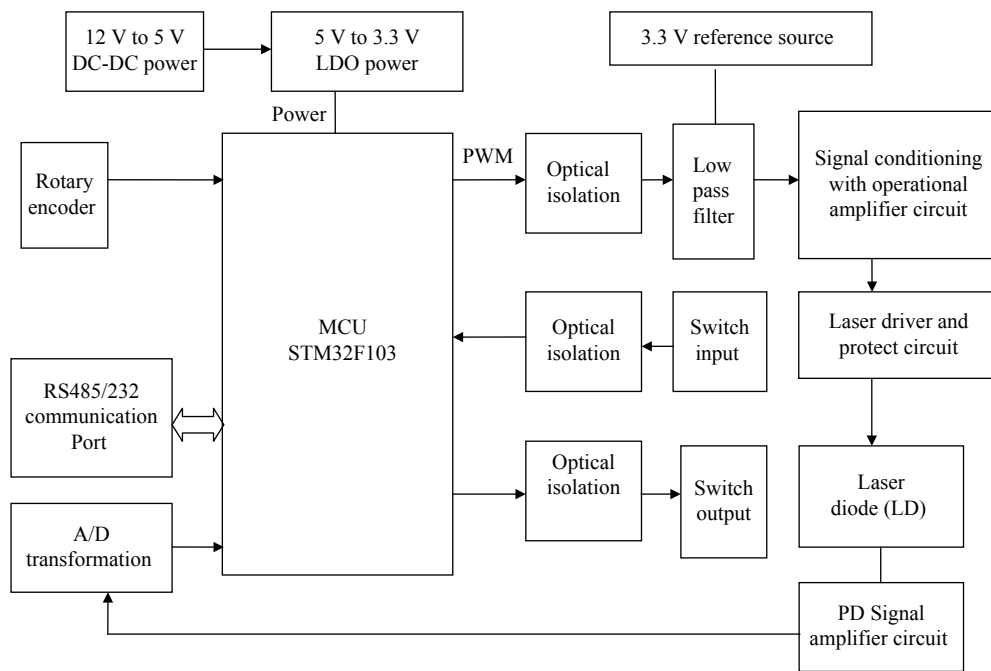 12 V to 5 V
DC-DC power
5 V to 3.3 V
LDO power
3.3 V reference source
Power
PWM
Rotary
encoder
Optical
isolation
Low
pass
filter
Signal conditioning
with operational
amplifier circuit
MCU
STM32F103
Optical
isolation
Switch
input
Laser driver and
protect circuit
RS485/232
communication
Port
Optical
isolation
Switch
output
Laser
diode (LD)
A/D
transformation
PD Signal
amplifier circuit